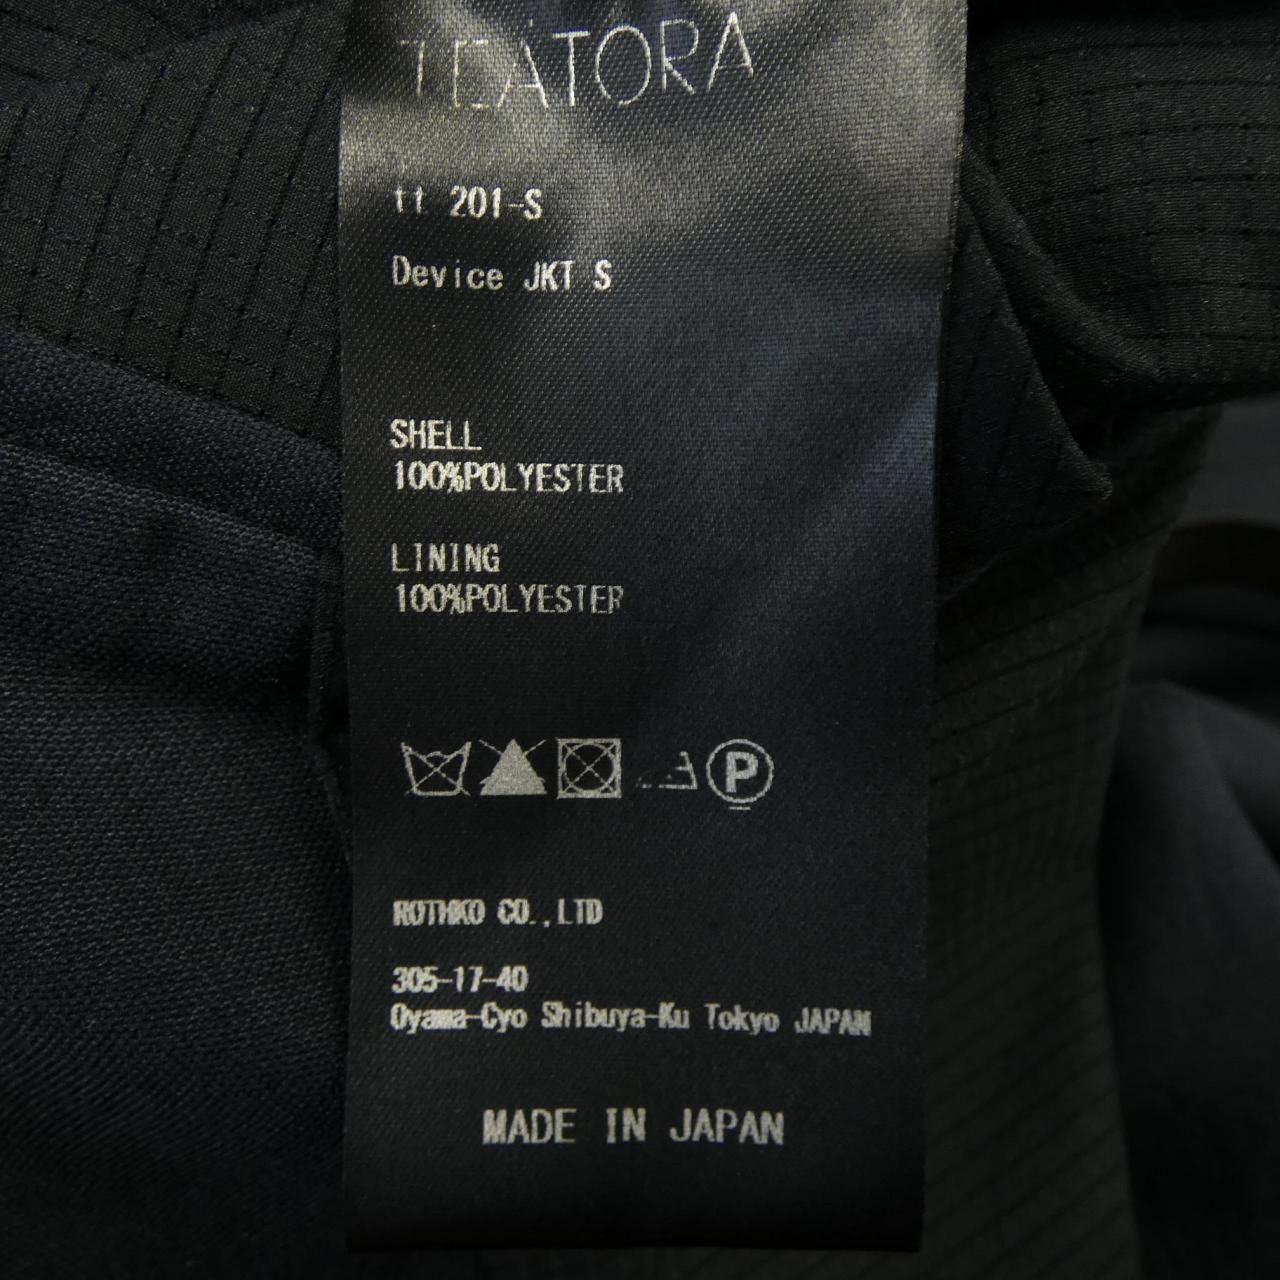 TEÁTORA
tt 201-S
Device JKT S
SHELL
100%POLYESTER
LINING
100%POLYESTER
P
ROTHKO CO.,LTD
305-17-40
Oyama-Cyo Shibuya-Ku Tokyo JAPAN
MADE IN JAPAN